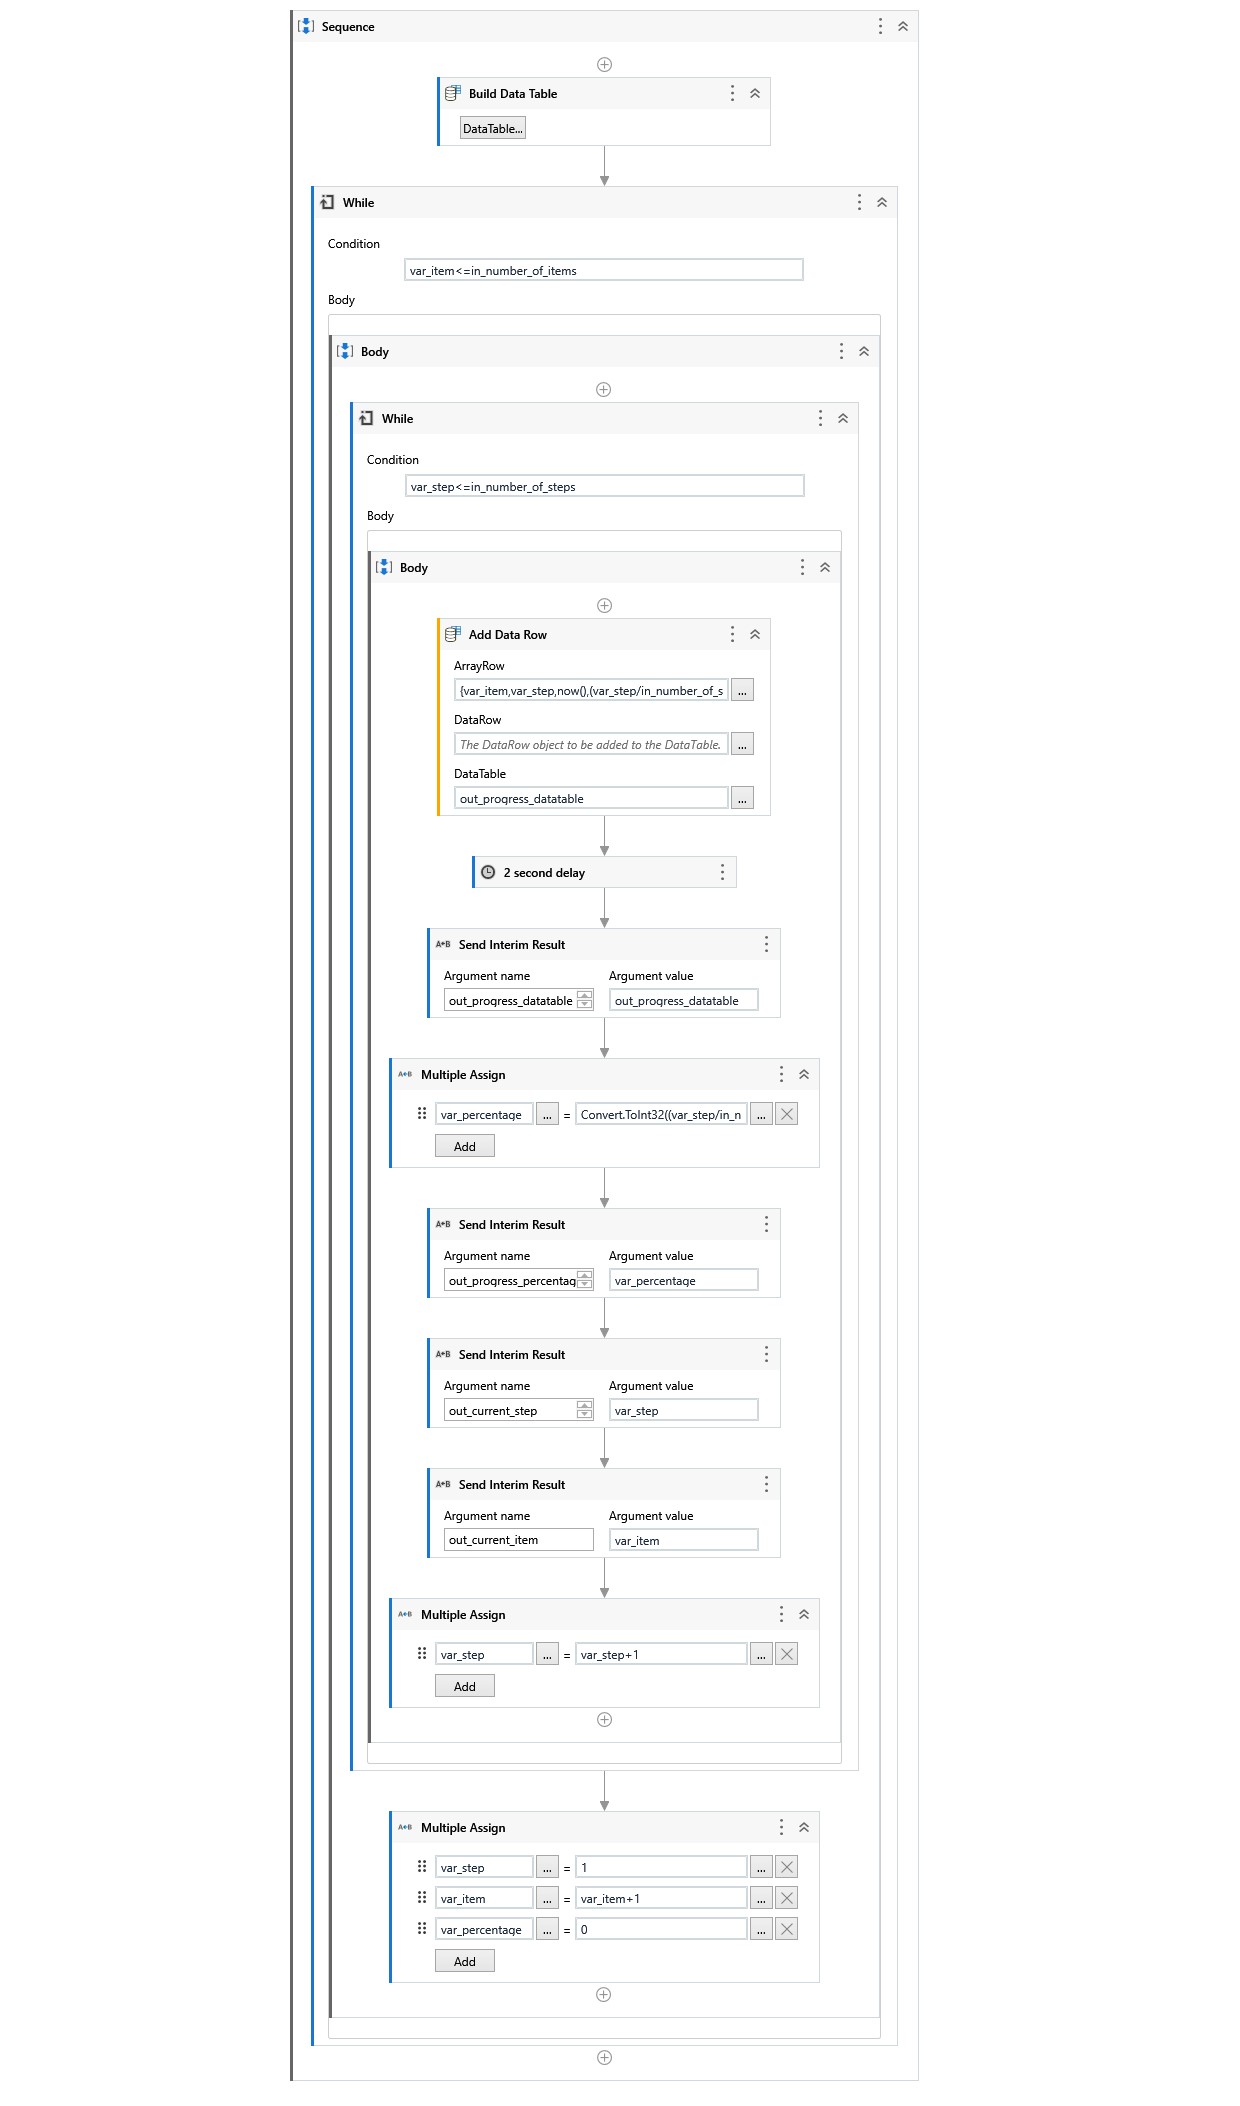 Sequence
Build Data Table
DataTable...
While
Condition
var_item<=in_number_of_items
Body
Body
While
Condition
var_step<=in_number_of_steps
Body
Body
Add Data Row
ArrayRow
{var_item,var_step,now(),(var_step/in_number_of_s ...
DataRow
The DataRow object to be added to the DataTable. ...
DataTable
out_progress_datatable ...
2 second delay
A←B Send Interim Result
Argument name Argument value
out_progress_datatable out_progress_datatable
A←B Multiple Assign
var_percentage ... = Convert.ToInt32((var_step/in_n ...
Add
A←B Send Interim Result
Argument name Argument value
out_progress_percentag var_percentage
A←B Send Interim Result
Argument name Argument value
out_current_step var_step
A←B Send Interim Result
Argument name Argument value
out_current_item var_item
A←B Multiple Assign
var_step ... = var_step+1 ...
Add
A←B Multiple Assign
var_step ... = 1 ...
var_item ... = var_item+1 ...
var_percentage ... = 0 ...
Add